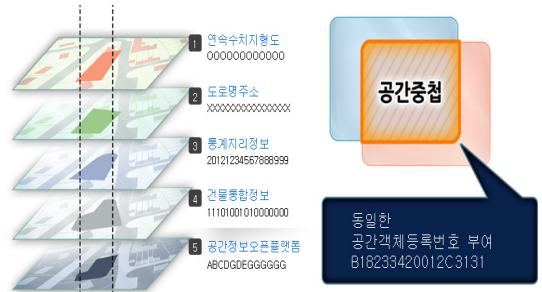 1 연속수치지형도
OOOOOOOOOOOO
2 도로명주소
XXXXXXXXXXXXXXXX
3 통계지리정보
20121234567888999
4 건물통합정보
11101001010000000
5 공간정보오픈플랫폼
ABCDGDEGGGGGG
공간중첩
동일한
공간객체등록번호 부여
B18233420012C3131